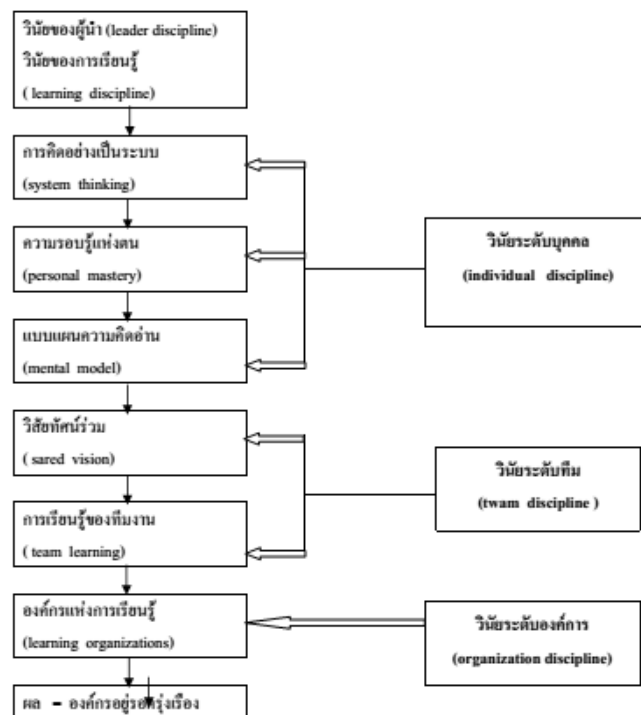 วินัยของผู้นำ (leader discipline)
วินัยของการเรียนรู้
( learning discipline)
การคิดอย่างเป็นระบบ
(system thinking)
ความรอบรู้แห่งตน
(personal mastery)
แบบแผนความคิดอ่าน
(mental model)
วิสัยทัศน์ร่วม
( sared vision)
การเรียนรู้ของทีมงาน
( team learning)
องค์กรแห่งการเรียนรู้
(learning organizations)
ผล - องค์กรอยู่รอดรุ่งเรือง
วินัยระดับบุคคล
(individual discipline)
วินัยระดับทีม
(twam discipline )
วินัยระดับองค์การ
(organization discipline)